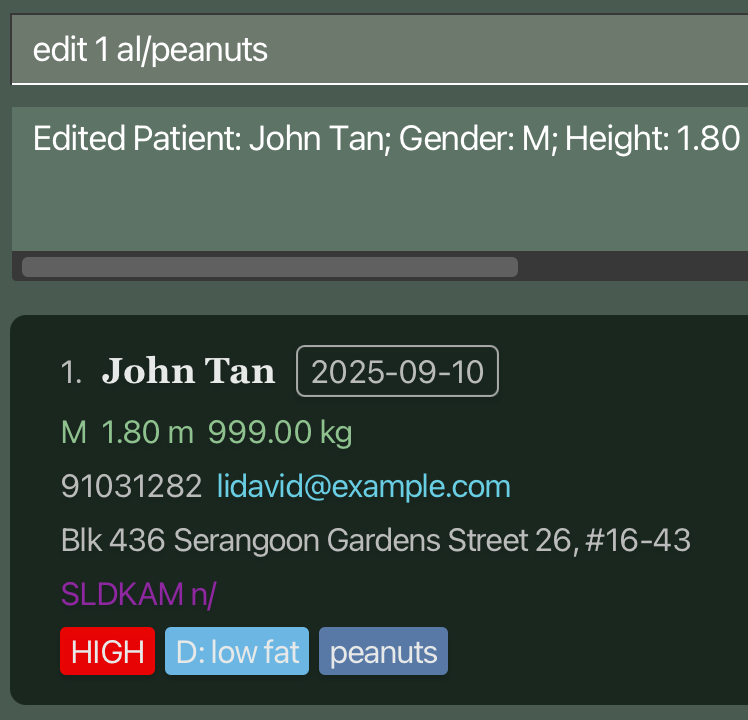 edit 1 al/peanuts
Edited Patient: John Tan; Gender: M; Height: 1.80
1. John Tan 2025-09-10
M 1.80 m 999.00 kg
91031282 lidavid@example.com
Blk 436 Serangoon Gardens Street 26, #16-43
SLDKAM n/
HIGH D: low fat peanuts